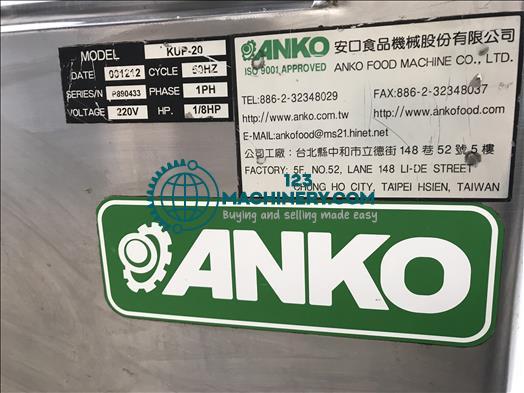 MODEL KUP-20
DATE 001212 CYCLE 60HZ
SERIES/N P890433 PHASE 1PH
VOLTAGE 220V HP. 1/8HP
ANKO 安口食品機械股份有限公司
ISO 9001 APPROVED ANKO FOOD MACHINE CO., LTD.
TEL:886-2-32348029 FAX:886-2-32348037
http://www.anko.com.tw http://www.ankofood.com
E-MAIL:ankofood@ms21.hinet.net
公司工廠:台北縣中和市立德街148巷52號5樓
FACTORY: 5F, NO.52, LANE 148 LI-DE STREET
CHUNG HO CITY, TAIPEI HSIEN, TAIWAN
123
MACHINERY.COM
Buying and selling made easy
ANKO